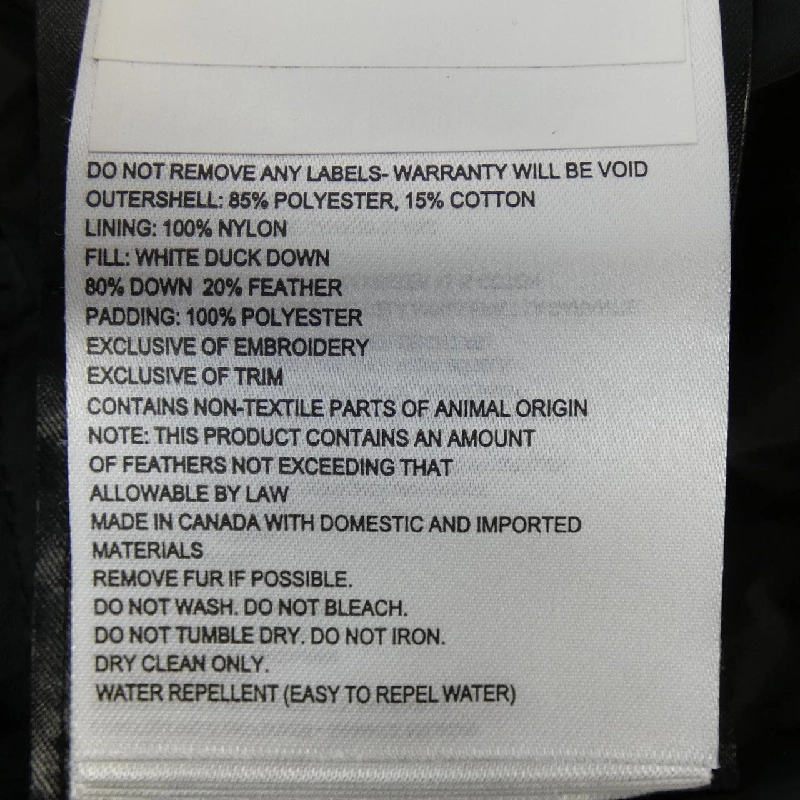 DO NOT REMOVE ANY LABELS- WARRANTY WILL BE VOID
OUTERSHELL: 85% POLYESTER, 15% COTTON
LINING: 100% NYLON
FILL: WHITE DUCK DOWN
80% DOWN 20% FEATHER
PADDING: 100% POLYESTER
EXCLUSIVE OF EMBROIDERY
EXCLUSIVE OF TRIM
CONTAINS NON-TEXTILE PARTS OF ANIMAL ORIGIN
NOTE: THIS PRODUCT CONTAINS AN AMOUNT
OF FEATHERS NOT EXCEEDING THAT
ALLOWABLE BY LAW
MADE IN CANADA WITH DOMESTIC AND IMPORTED
MATERIALS
REMOVE FUR IF POSSIBLE.
DO NOT WASH. DO NOT BLEACH.
DO NOT TUMBLE DRY. DO NOT IRON.
DRY CLEAN ONLY.
WATER REPELLENT (EASY TO REPEL WATER)